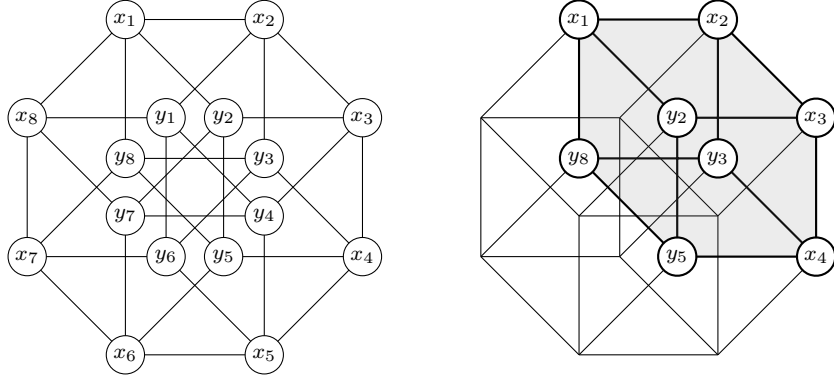 x₁ x₂ x₁ x₂
x₈ y₁ y₂ x₃ y₂ x₃
y₈ y₃ y₈ y₃
y₇ y₄
x₇ y₆ y₅ x₄ y₅ x₄
x₆ x₅